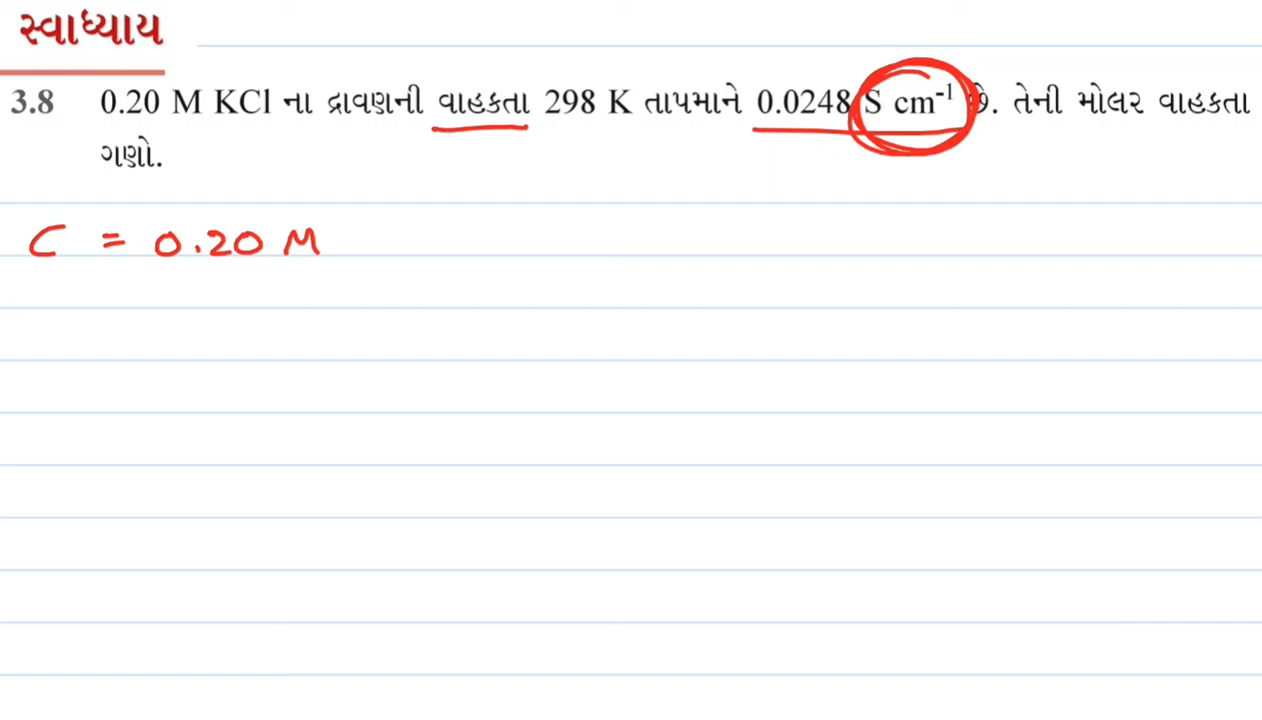 સ્વાધ્યાય
3.8 0.20 M KCl ના દ્રાવણની વાહકતા 298 K તાપમાને 0.0248 S cm⁻¹ છે. તેની મોલર વાહકતા
ગણો.
C = 0.20 M